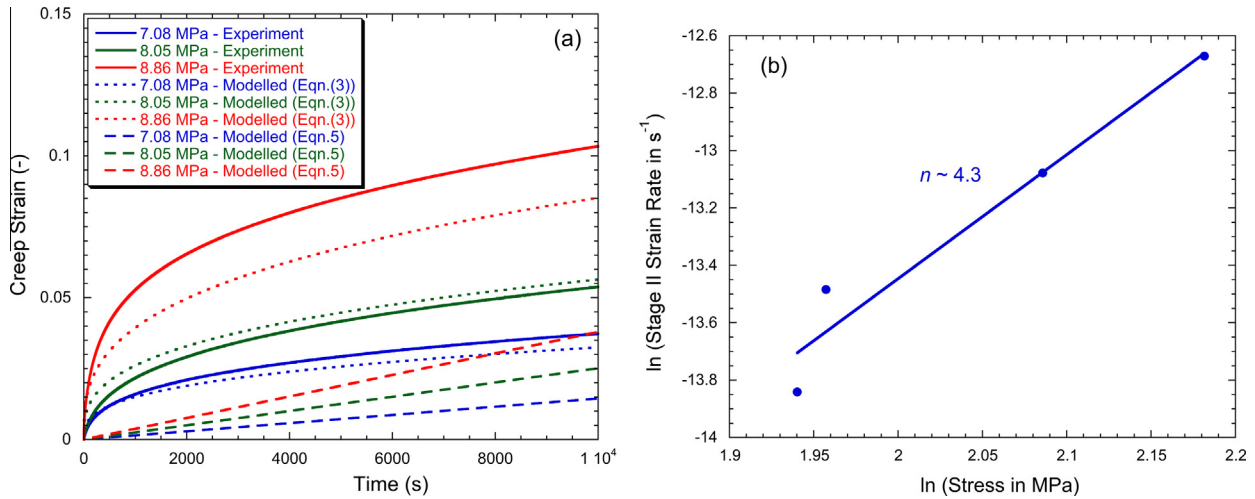 0.15
0.1
0.05
0
Creep Strain (-)
7.08 MPa - Experiment
8.05 MPa - Experiment
8.86 MPa - Experiment
7.08 MPa - Modelled (Eqn.(3))
8.05 MPa - Modelled (Eqn.(3))
8.86 MPa - Modelled (Eqn.(3))
7.08 MPa - Modelled (Eqn.5)
8.05 MPa - Modelled (Eqn.5)
8.86 MPa - Modelled (Eqn.5)
(a)
0 2000 4000 6000 8000 1 10⁴
Time (s)
-12.6
-12.8
-13
-13.2
-13.4
-13.6
-13.8
-14
ln (Stage II Strain Rate in s⁻¹)
(b)
n ~ 4.3
1.9 1.95 2 2.05 2.1 2.15 2.2
ln (Stress in MPa)